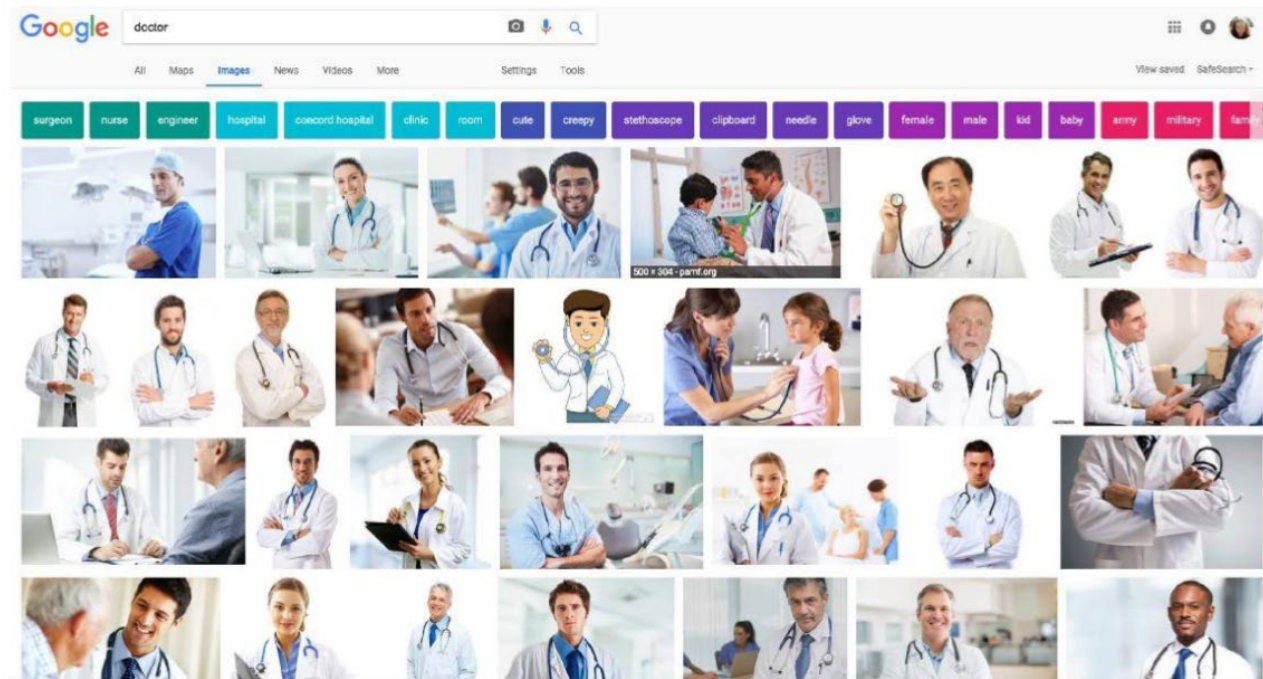 Google doctor
All Maps Images News Videos More Settings Tools View saved SafeSearch
surgeon nurse engineer hospital concord hospital clinic room cute creepy stethoscope clipboard needle glove female male kid baby army military family
500 × 304 - pamf.org